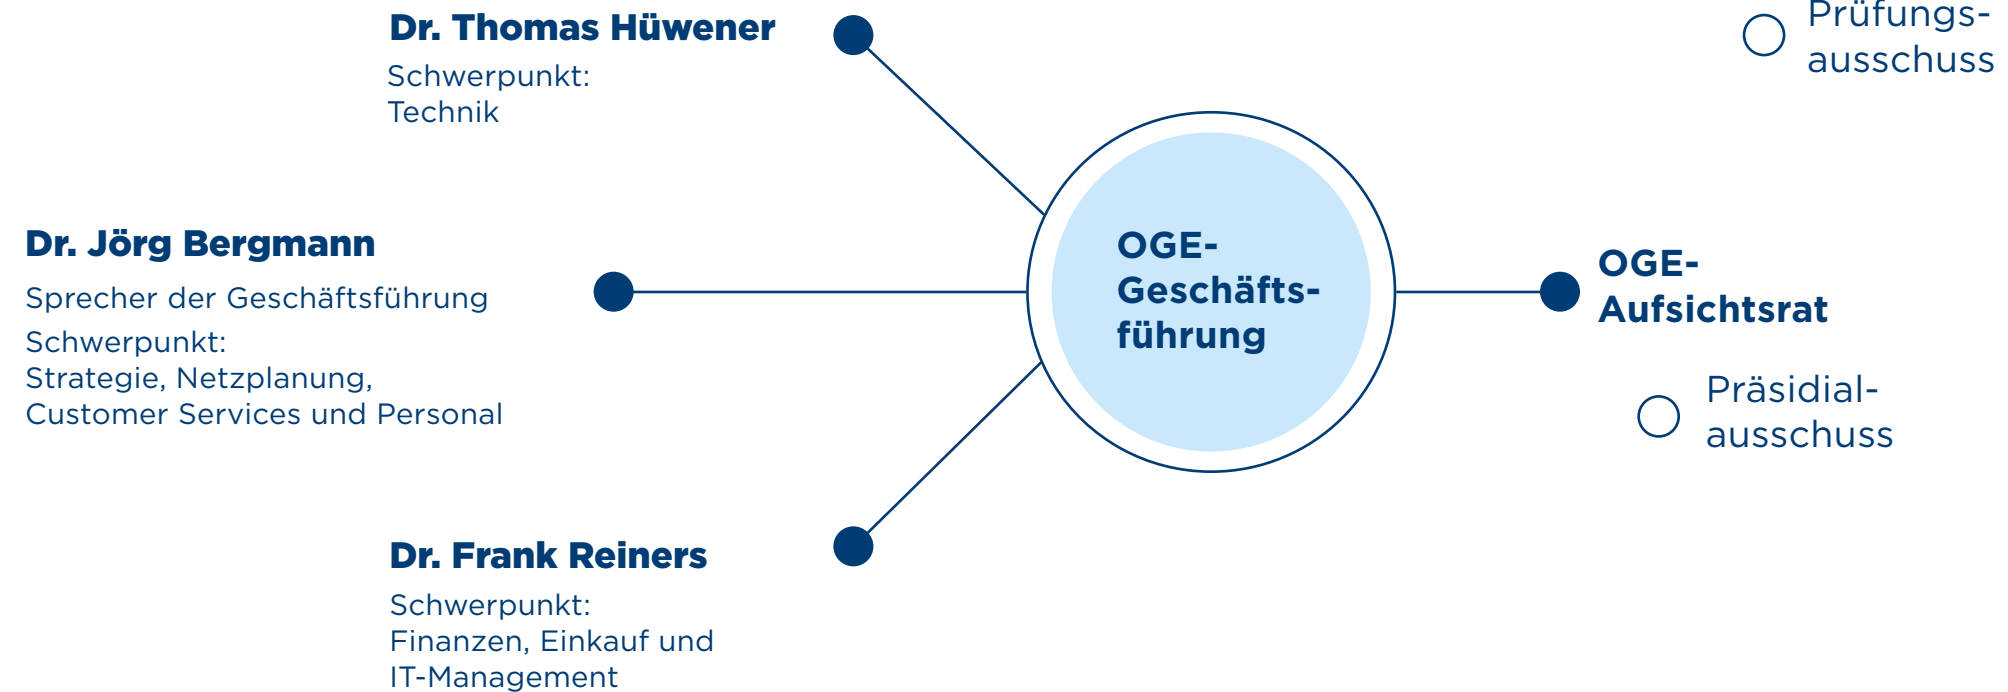 Dr. Thomas Hüwener
Schwerpunkt:
Technik
Prüfungs-
ausschuss
Dr. Jörg Bergmann
Sprecher der Geschäftsführung
Schwerpunkt:
Strategie, Netzplanung,
Customer Services und Personal
OGE-
Geschäfts-
führung
OGE-
Aufsichtsrat
Präsidial-
ausschuss
Dr. Frank Reiners
Schwerpunkt:
Finanzen, Einkauf und
IT-Management